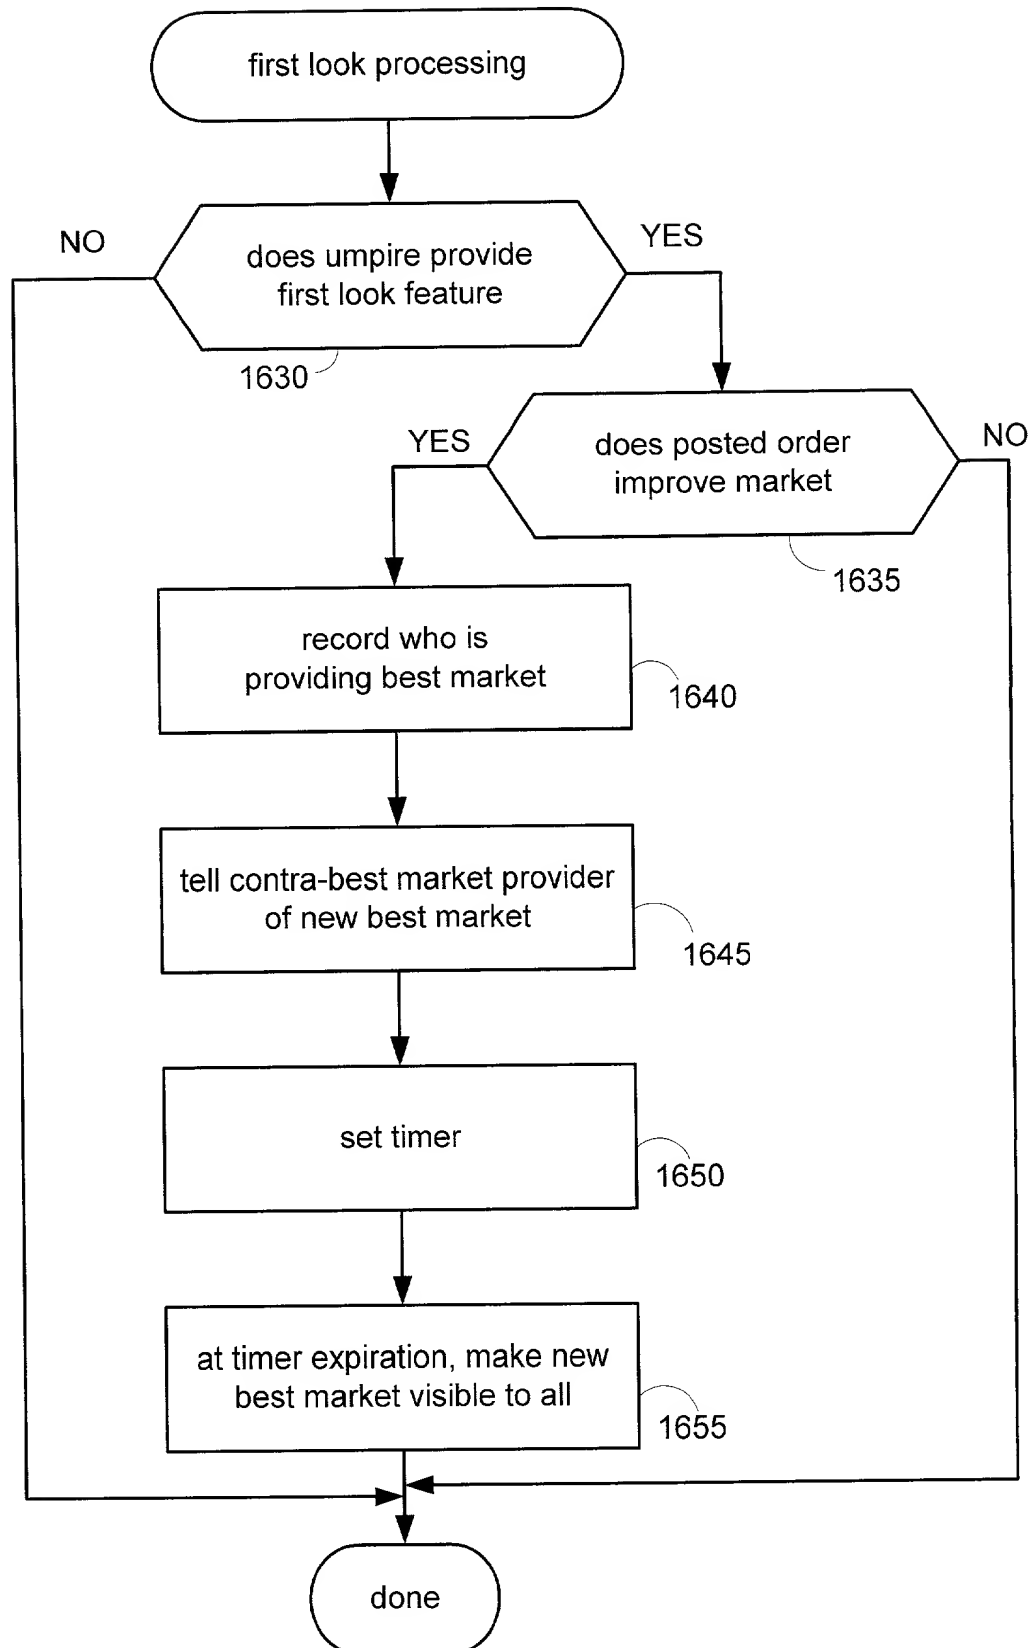 first look processing
NO
YES
does umpire provide
first look feature
1630
YES
NO
does posted order
improve market
1635
record who is
providing best market
1640
tell contra-best market provider
of new best market
1645
set timer
1650
at timer expiration, make new
best market visible to all
1655
done